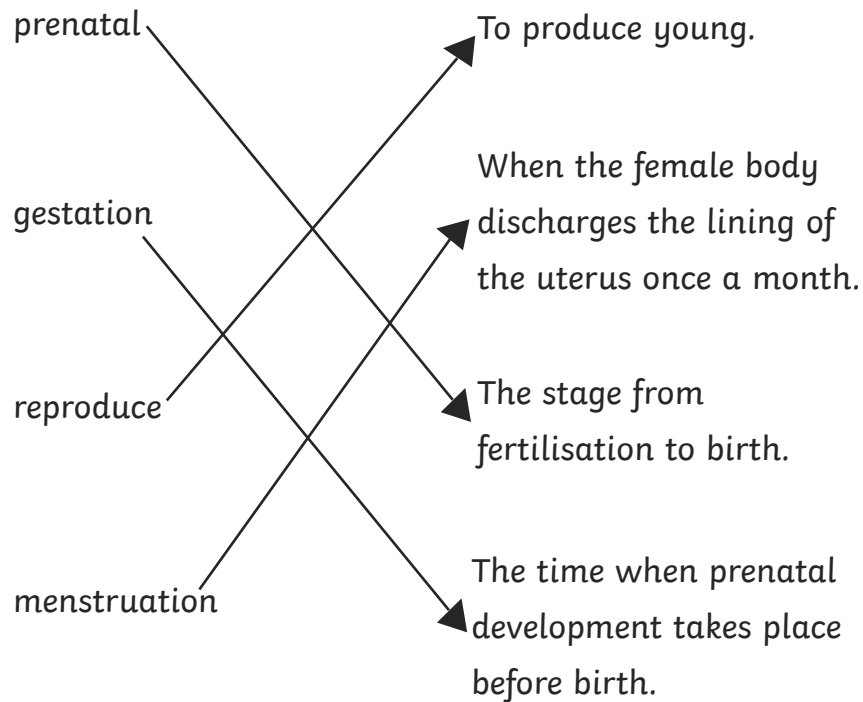 prenatal
gestation
reproduce
menstruation
To produce young.
When the female body
discharges the lining of
the uterus once a month.
The stage from
fertilisation to birth.
The time when prenatal
development takes place
before birth.